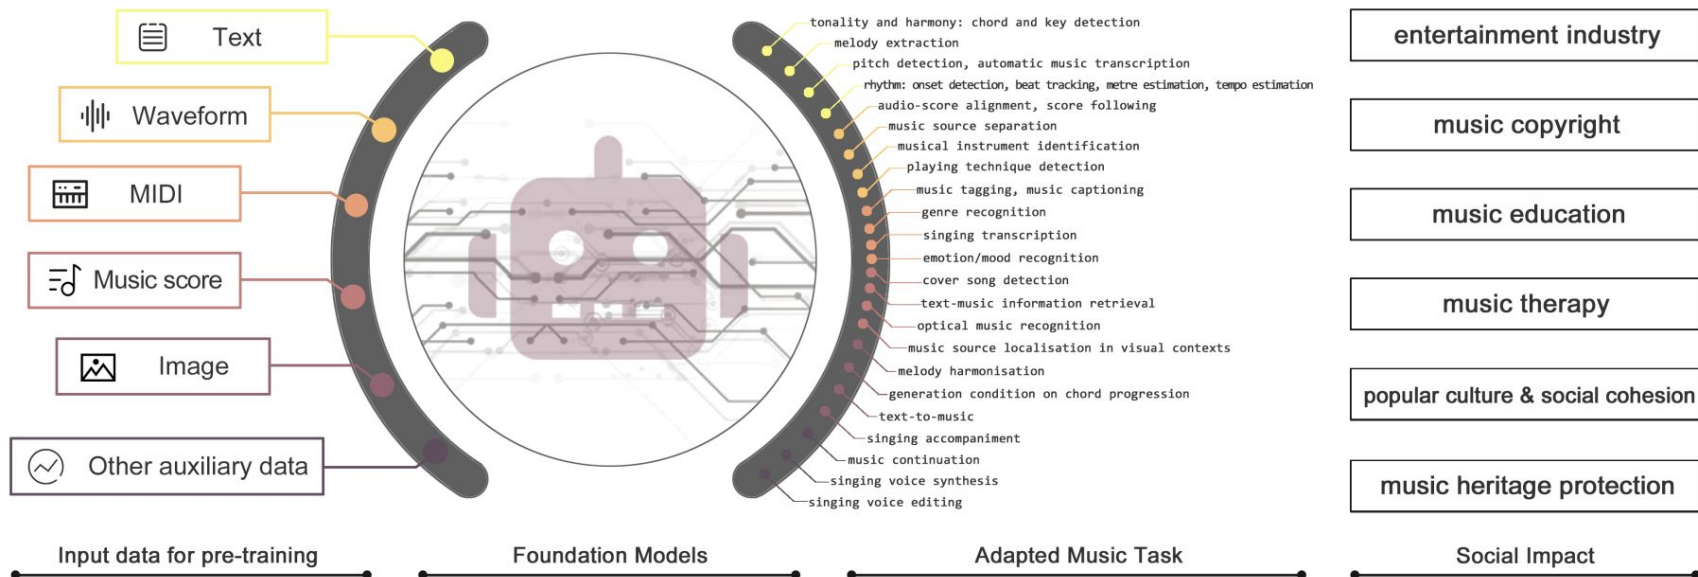 Text
Waveform
MIDI
Music score
Image
Other auxiliary data
tonality and harmony: chord and key detection
melody extraction
pitch detection, automatic music transcription
rhythm: onset detection, beat tracking, metre estimation, tempo estimation
audio-score alignment, score following
music source separation
musical instrument identification
playing technique detection
music tagging, music captioning
genre recognition
singing transcription
emotion/mood recognition
cover song detection
text-music information retrieval
optical music recognition
music source localisation in visual contexts
melody harmonisation
generation condition on chord progression
text-to-music
singing accompaniment
music continuation
singing voice synthesis
singing voice editing
entertainment industry
music copyright
music education
music therapy
popular culture & social cohesion
music heritage protection
Input data for pre-training
Foundation Models
Adapted Music Task
Social Impact